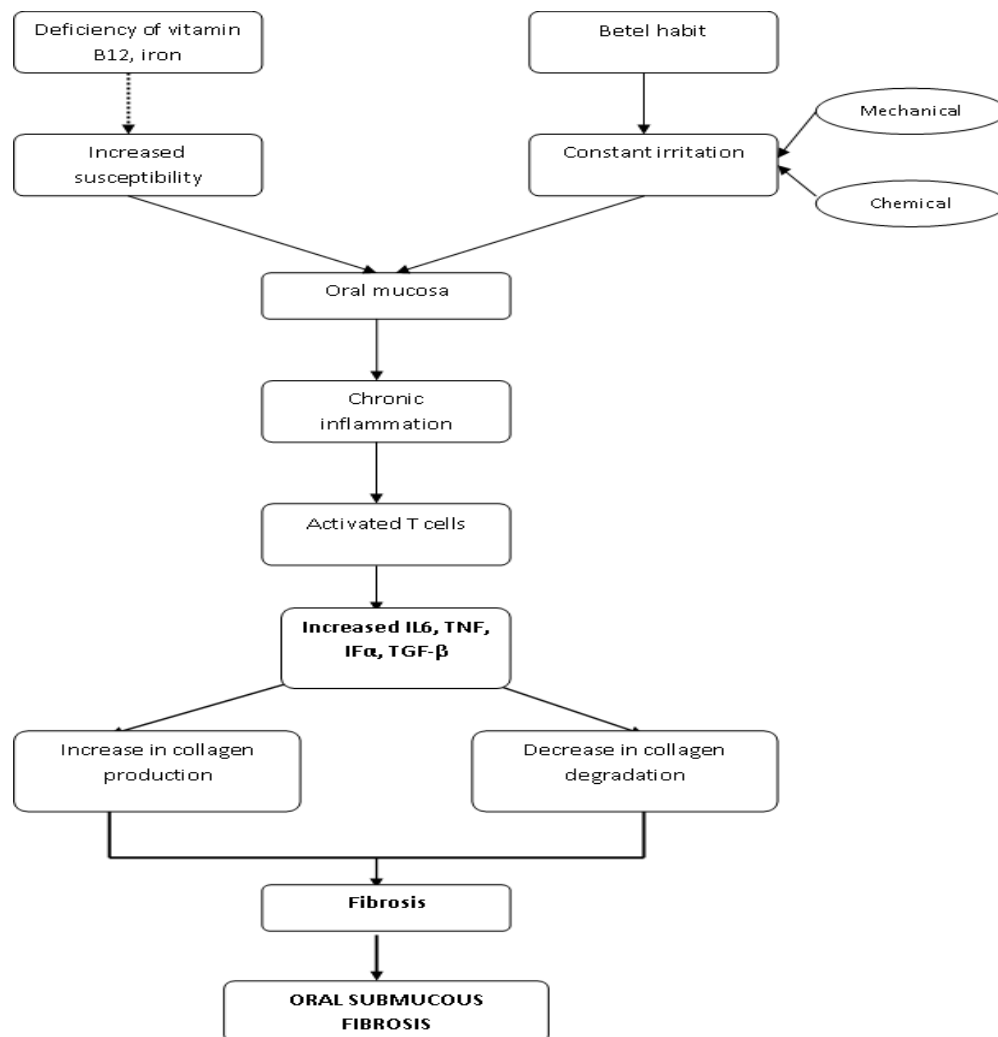 Deficiency of vitamin
B12, iron
Betel habit
Mechanical
Increased
susceptibility
Constant irritation
Chemical
Oral mucosa
Chronic
inflammation
Activated T cells
Increased IL6, TNF,
IFα, TGF-β
Increase in collagen
production
Decrease in collagen
degradation
Fibrosis
ORAL SUBMUCOUS
FIBROSIS